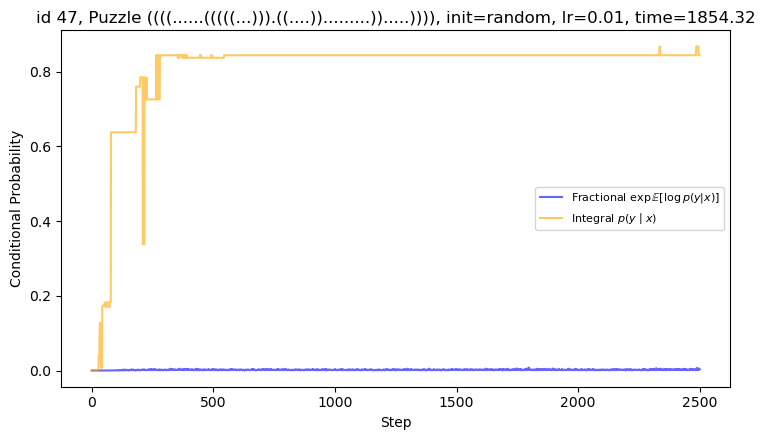 id 47, Puzzle ((((......(((((...))).((....)).........)).....)))), init=random, lr=0.01, time=1854.32
Conditional Probability
0.8
0.6
0.4
0.2
0.0
Fractional exp𝔼[log p(y|x)]
Integral p(y | x)
0
500
1000
1500
2000
2500
Step